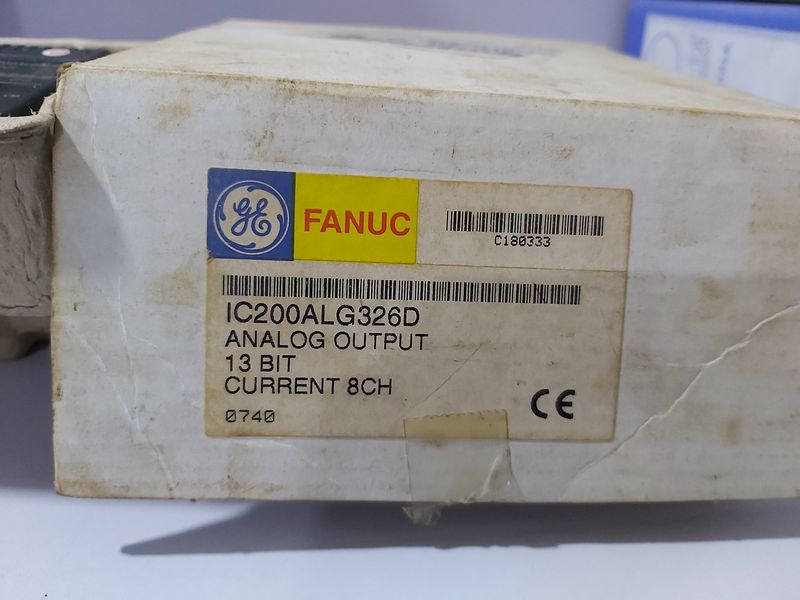 GE
FANUC
C180333
IC200ALG326D
ANALOG OUTPUT
13 BIT
CURRENT 8CH
0740
CE